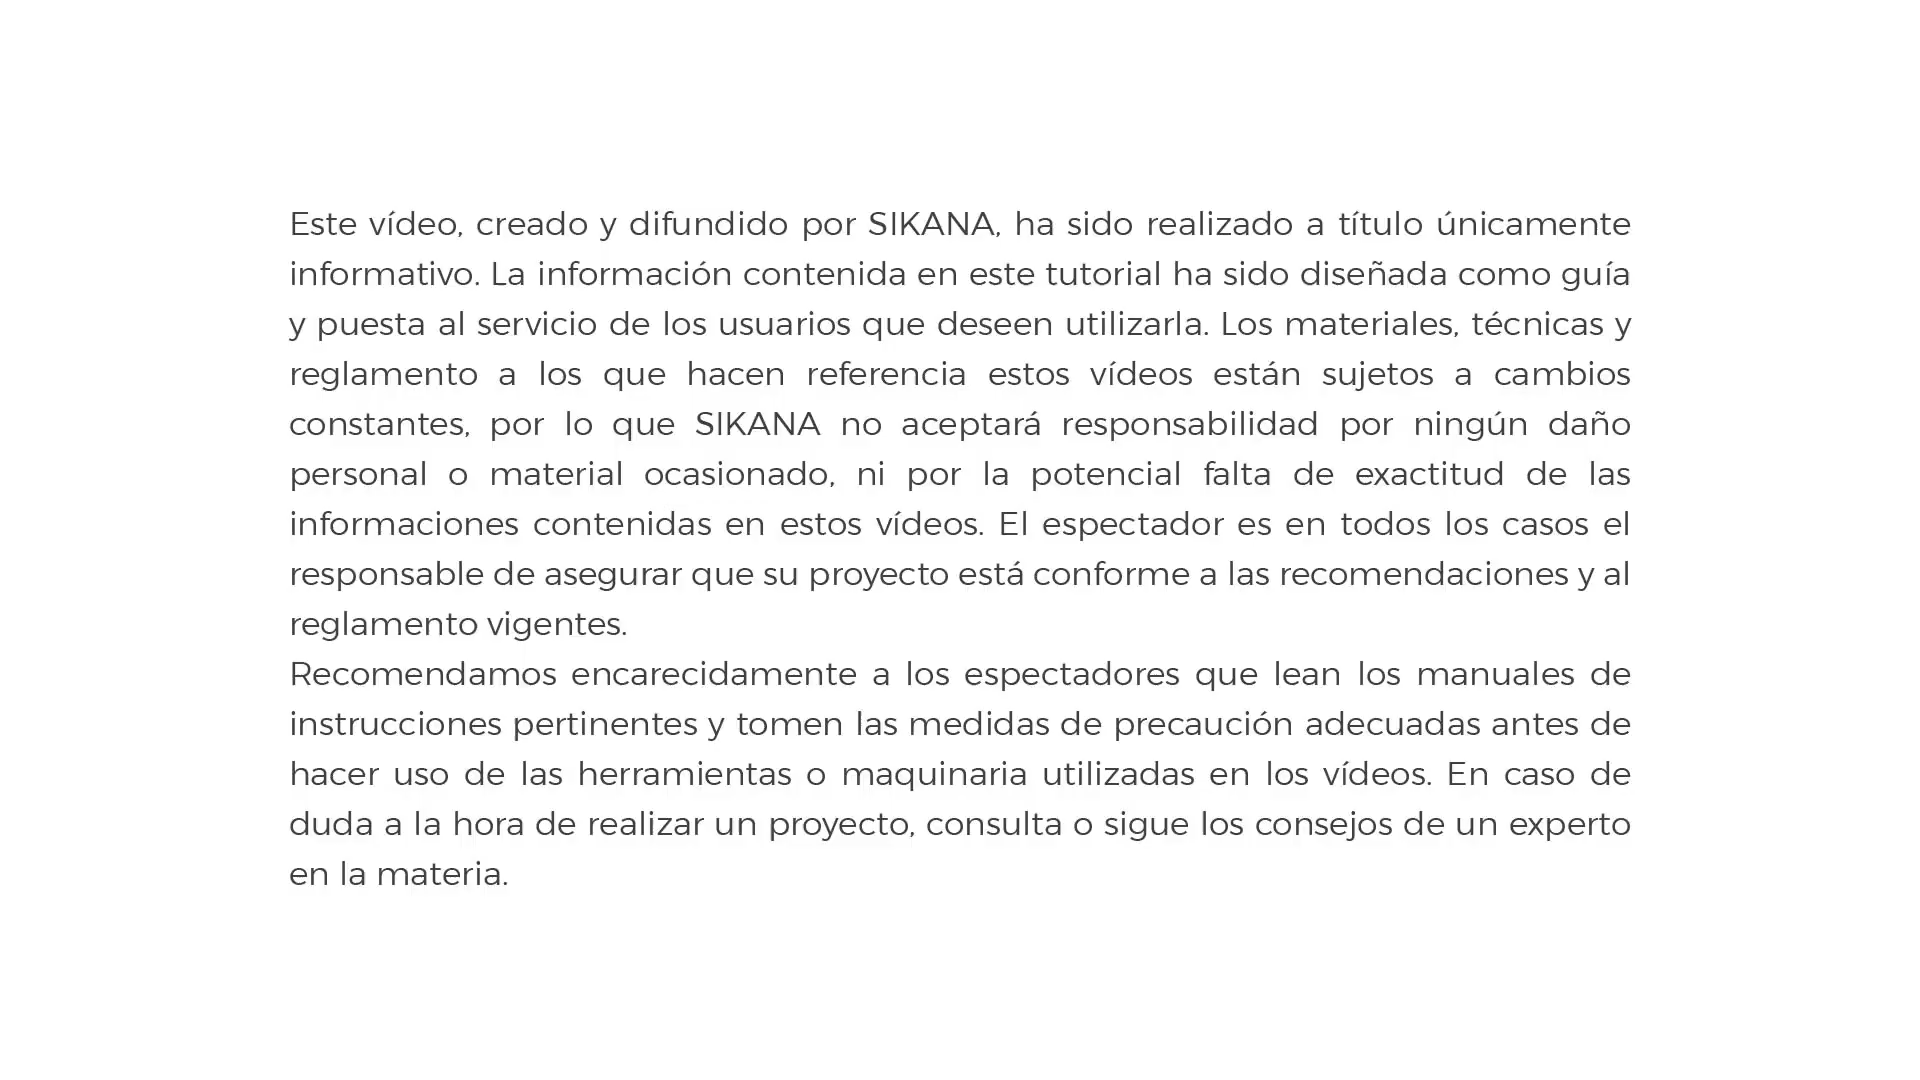 Este vídeo, creado y difundido por SIKANA, ha sido realizado a título únicamente
informativo. La información contenida en este tutorial ha sido diseñada como guía
y puesta al servicio de los usuarios que deseen utilizarla. Los materiales, técnicas y
reglamento a los que hacen referencia estos vídeos están sujetos a cambios
constantes, por lo que SIKANA no aceptará responsabilidad por ningún daño
personal o material ocasionado, ni por la potencial falta de exactitud de las
informaciones contenidas en estos vídeos. El espectador es en todos los casos el
responsable de asegurar que su proyecto está conforme a las recomendaciones y al
reglamento vigentes.
Recomendamos encarecidamente a los espectadores que lean los manuales de
instrucciones pertinentes y tomen las medidas de precaución adecuadas antes de
hacer uso de las herramientas o maquinaria utilizadas en los vídeos. En caso de
duda a la hora de realizar un proyecto, consulta o sigue los consejos de un experto
en la materia.